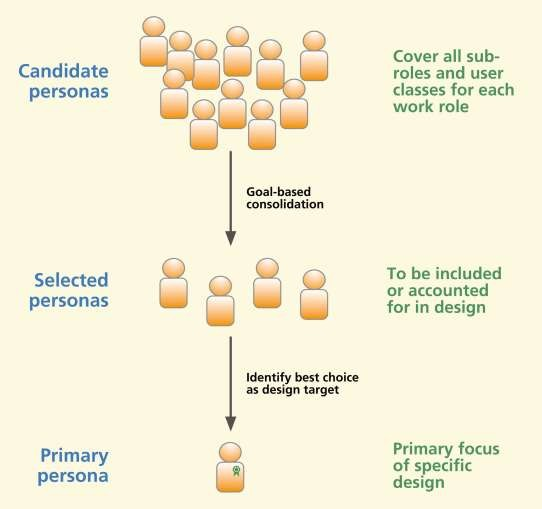 Candidate
personas
Cover all sub-
roles and user
classes for each
work role
Goal-based
consolidation
Selected
personas
To be included
or accounted
for in design
Identify best choice
as design target
Primary
persona
Primary focus
of specific
design